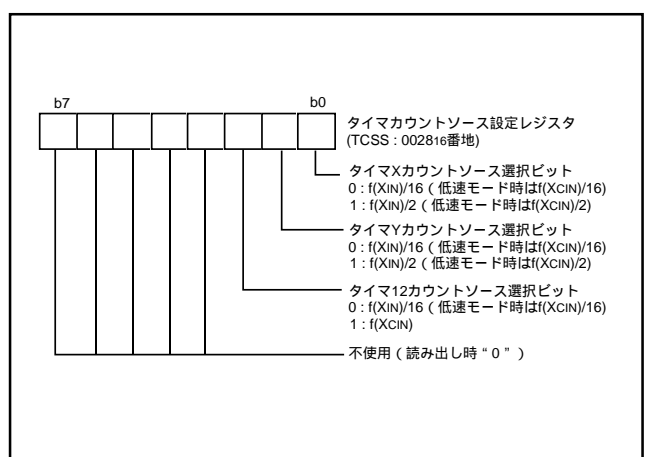 b7 b0
タイマカウントソース設定レジスタ
(TCSS : 002816番地)
タイマXカウントソース選択ビット
0 : f(XIN)/16 ( 低速モード時はf(XCIN)/16)
1 : f(XIN)/2 ( 低速モード時はf(XCIN)/2)
タイマYカウントソース選択ビット
0 : f(XIN)/16 ( 低速モード時はf(XCIN)/16)
1 : f(XIN)/2 ( 低速モード時はf(XCIN)/2)
タイマ12カウントソース選択ビット
0 : f(XIN)/16 ( 低速モード時はf(XCIN)/16)
1 : f(XCIN)
不使用 ( 読み出し時 “ 0 ” )